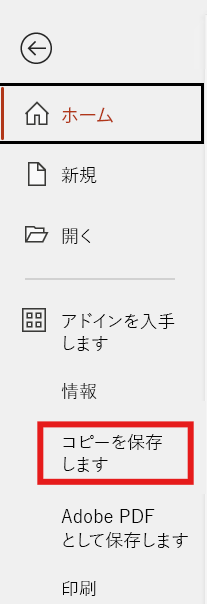 ホーム
新規
開く
アドインを入手
します
情報
コピーを保存
します
Adobe PDF
として保存します
印刷